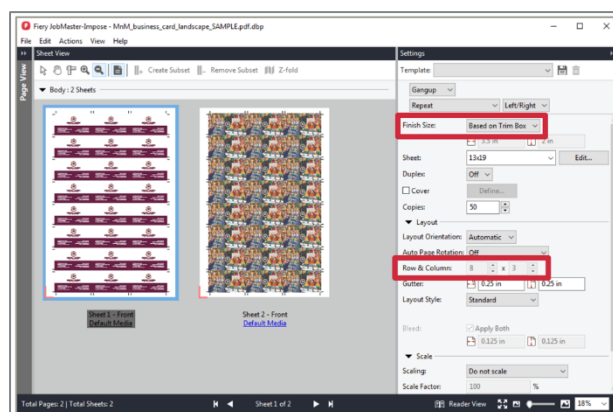 Fiery JobMaster-Impose - MnM_business_card_landscape_SAMPLE.pdf.dbp
File Edit Actions View Help
Sheet View
Settings
Page View
Create Subset Remove Subset Z-fold
Template:
Body : 2 Sheets
Gangup
Repeat Left/Right
Finish Size: Based on Trim Box
3.5 in 2 in
Sheet: 13x19 Edit...
Duplex: Off
Cover Define...
Copies: 50
Layout
Layout Orientation: Automatic
Auto Page Rotation: Off
Row & Column: 8 x 3
Gutter: 0.25 in 0.25 in
Layout Style: Standard
Sheet 1 - Front
Default Media
Sheet 2 - Front
Default Media
Bleed: Apply Both
0.125 in 0.125 in
Scale
Scaling: Do not scale
Scale Factor: 100 %
Total Pages: 2 | Total Sheets: 2 Sheet 1 of 2 Reader View 18%